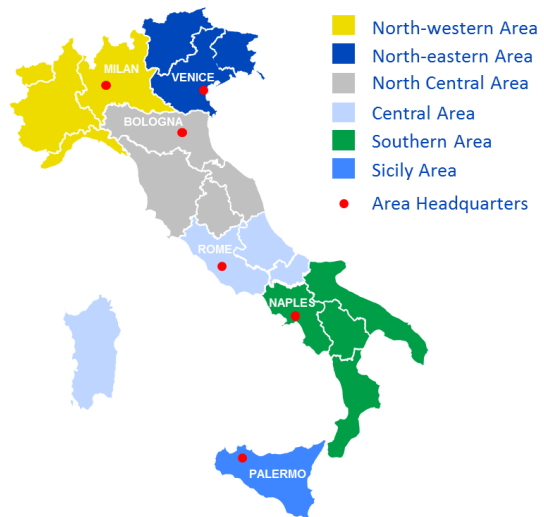 North-western Area
MILAN
North-eastern Area
VENICE
North Central Area
BOLOGNA
Central Area
Southern Area
Sicily Area
Area Headquarters
ROME
NAPLES
PALERMO